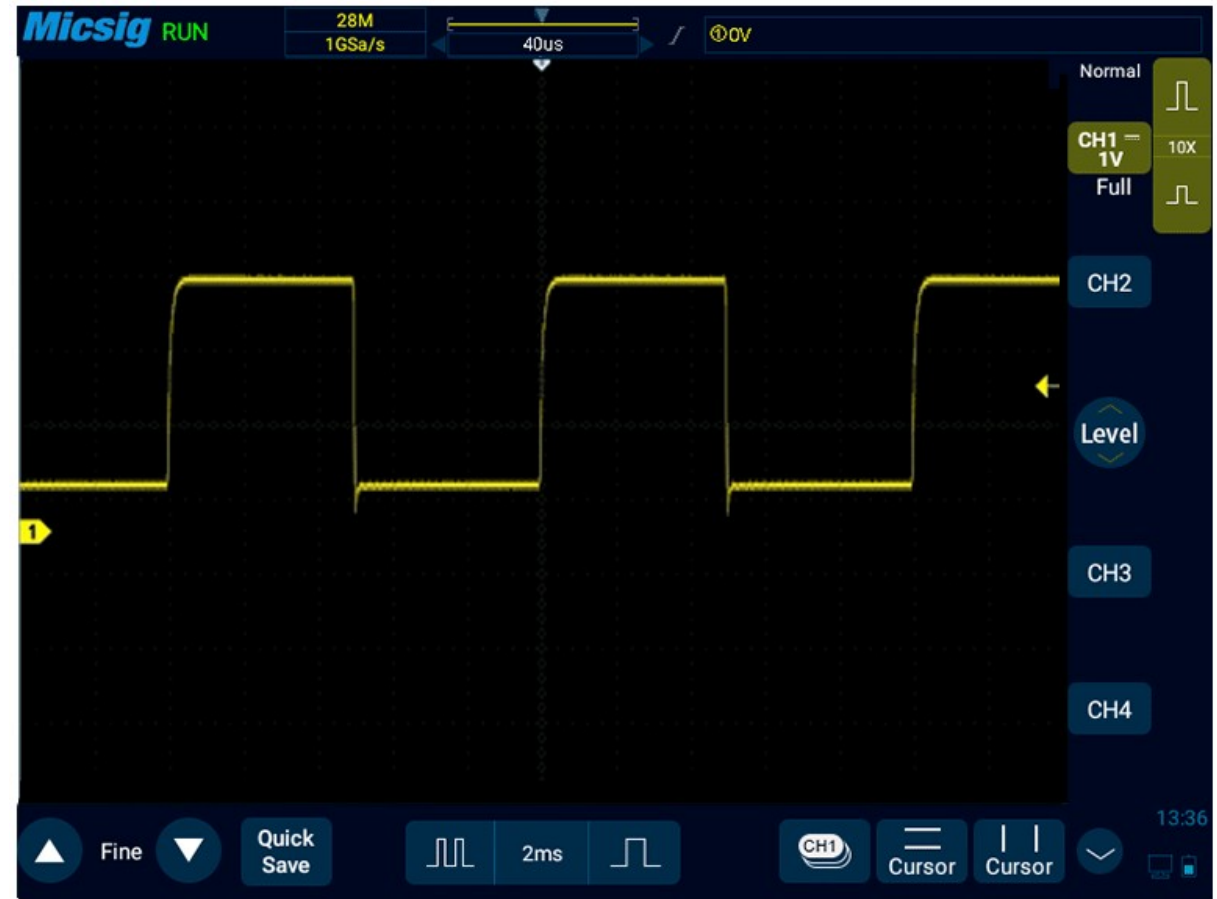 Micsig RUN
28M
1GSa/s
40us
①0V
Normal
CH1
1V
10X
Full
CH2
Level
1
CH3
CH4
13:36
Fine
Quick
Save
2ms
CH1
Cursor
Cursor